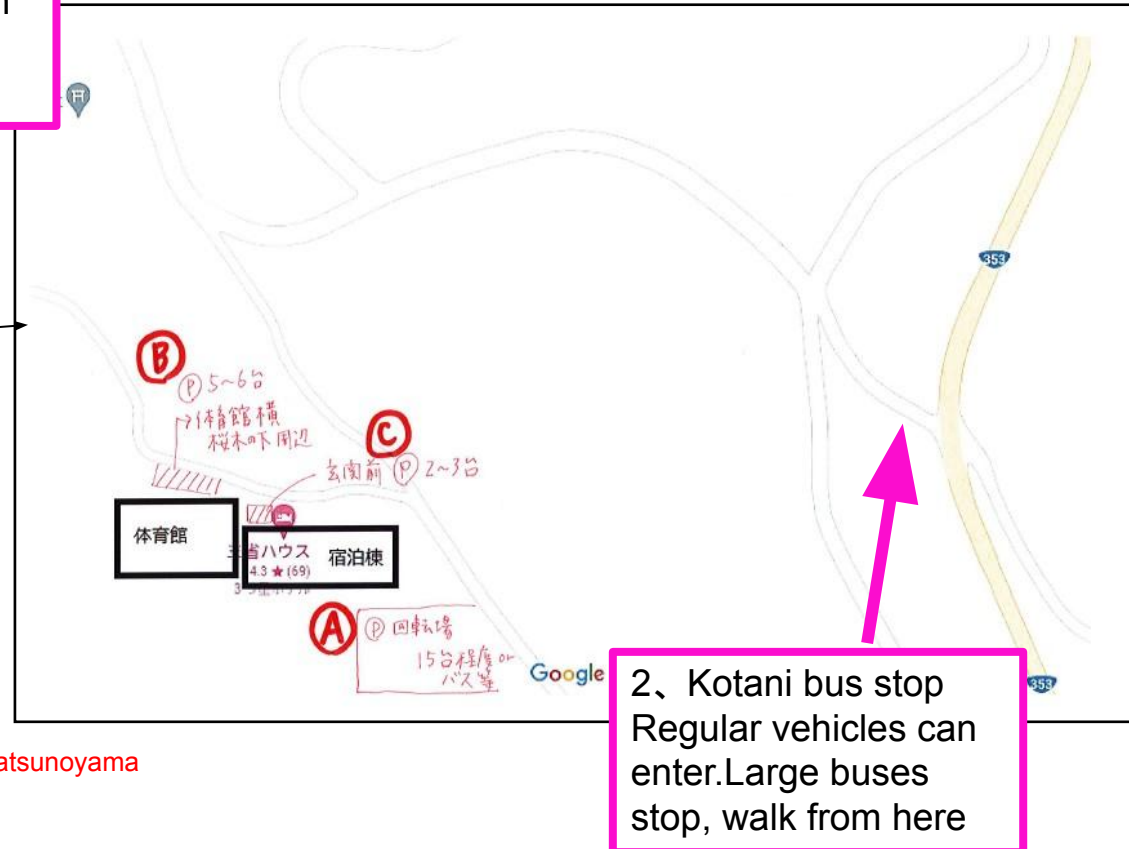 353
B
Ⓟ 5~6台
体育館横
桜木の下周辺
C
玄関前 Ⓟ 2~3台
体育館
三省ハウス
4.3 ★ (69)
宿泊棟
A
Ⓟ 回転場
15台程度 or
バス等
Google
353
2、Kotani bus stop
Regular vehicles can
enter.Large buses
stop, walk from here
atsunoyama